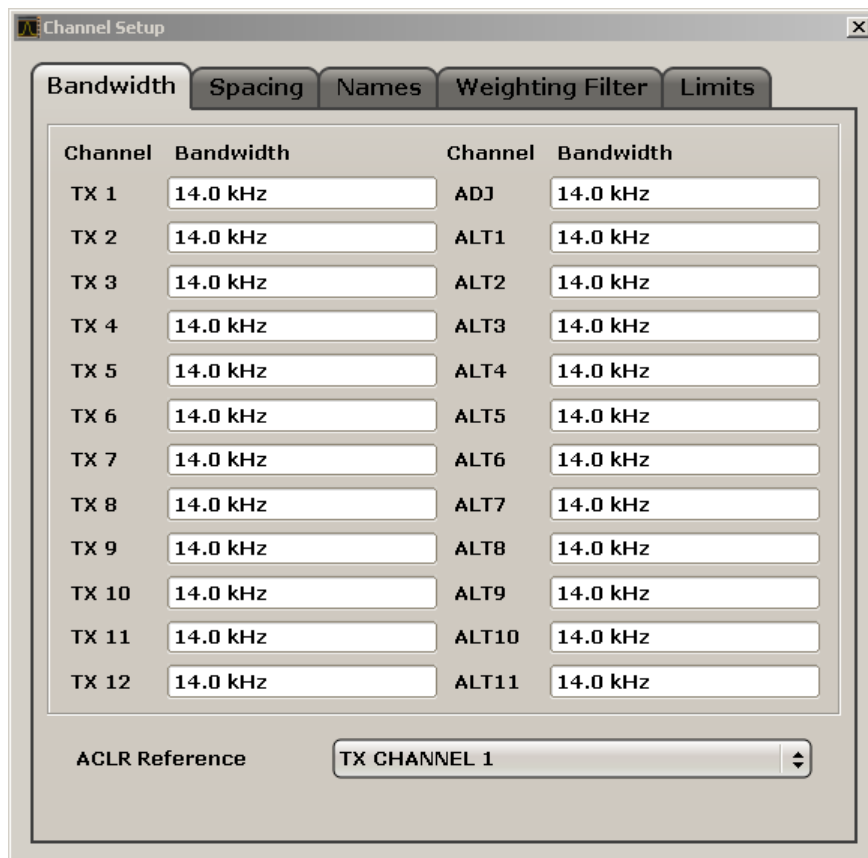 Channel Setup
Bandwidth Spacing Names Weighting Filter Limits
Channel Bandwidth Channel Bandwidth
TX 1 14.0 kHz ADJ 14.0 kHz
TX 2 14.0 kHz ALT1 14.0 kHz
TX 3 14.0 kHz ALT2 14.0 kHz
TX 4 14.0 kHz ALT3 14.0 kHz
TX 5 14.0 kHz ALT4 14.0 kHz
TX 6 14.0 kHz ALT5 14.0 kHz
TX 7 14.0 kHz ALT6 14.0 kHz
TX 8 14.0 kHz ALT7 14.0 kHz
TX 9 14.0 kHz ALT8 14.0 kHz
TX 10 14.0 kHz ALT9 14.0 kHz
TX 11 14.0 kHz ALT10 14.0 kHz
TX 12 14.0 kHz ALT11 14.0 kHz
ACLR Reference TX CHANNEL 1